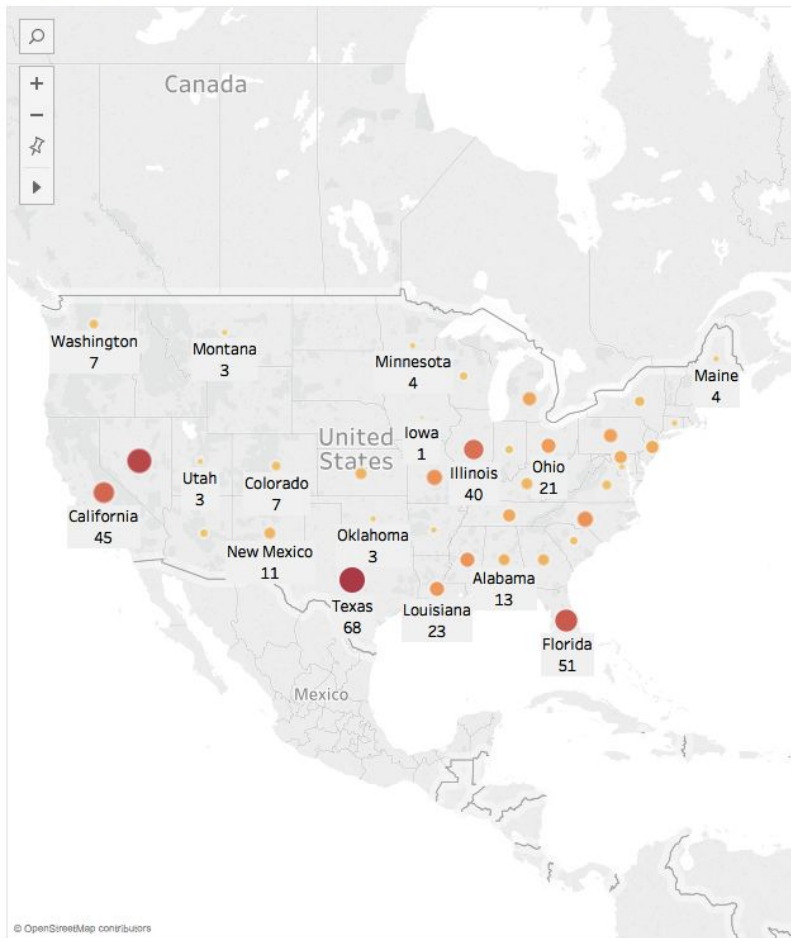 Canada
Washington
7
Montana
3
Minnesota
4
Maine
4
United
States
Iowa
1
Utah
3
Colorado
7
Illinois
40
Ohio
21
California
45
New Mexico
11
Oklahoma
3
Alabama
13
Texas
68
Louisiana
23
Florida
51
Mexico
© OpenStreetMap contributors